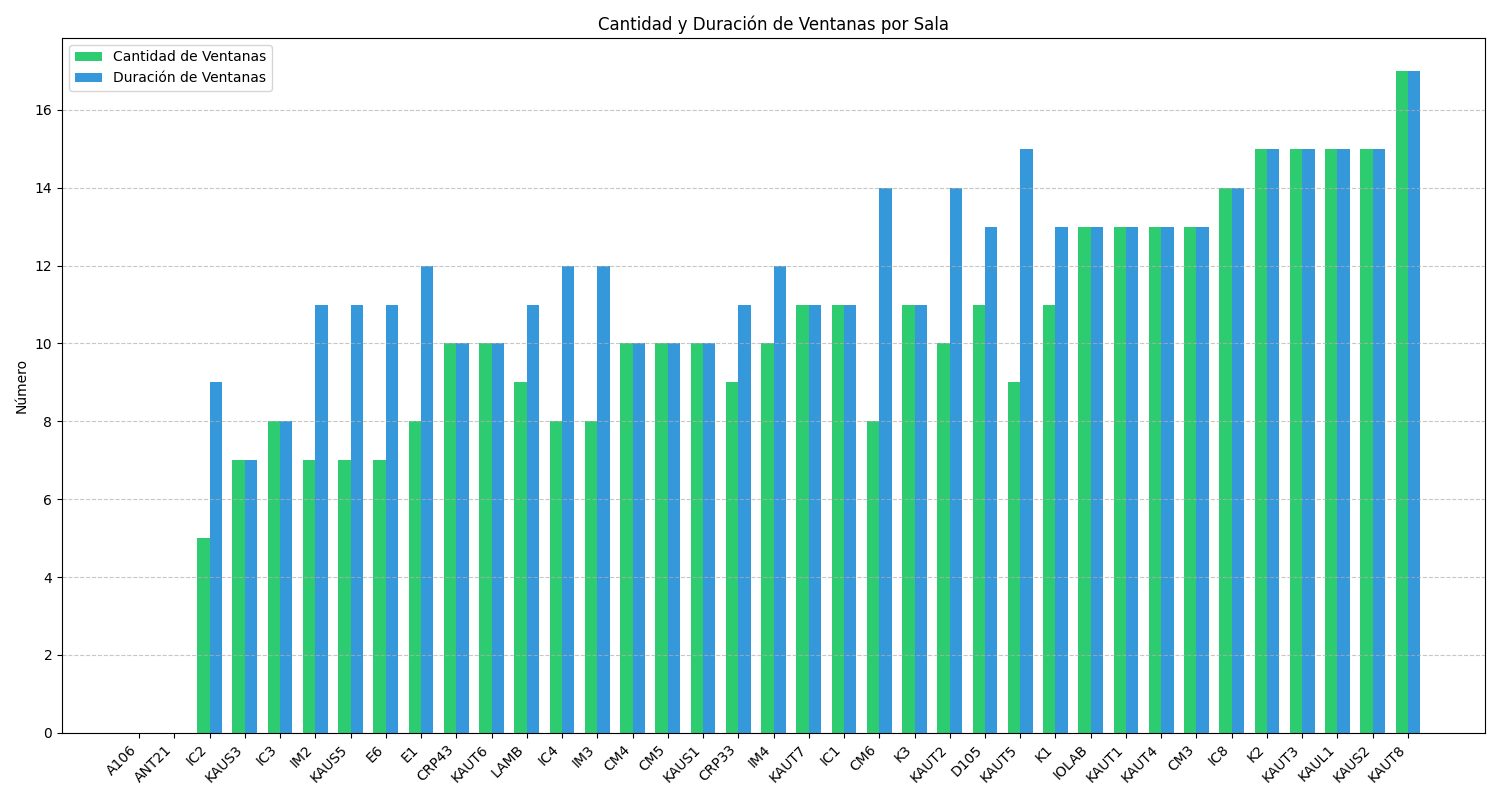 Cantidad y Duración de Ventanas por Sala
Cantidad de Ventanas
Duración de Ventanas
Número
16
14
12
10
8
6
4
2
0
A106
ANT21
IC2
KAUS3
IC3
IM2
KAUS5
E6
E1
CRP43
KAUT6
LAMB
IC4
IM3
CM4
CM5
KAUS1
CRP33
IM4
KAUT7
IC1
CM6
K3
KAUT2
D105
KAUT5
K1
IOLAB
KAUT1
KAUT4
CM3
IC8
K2
KAUT3
KAUL1
KAUS2
KAUT8